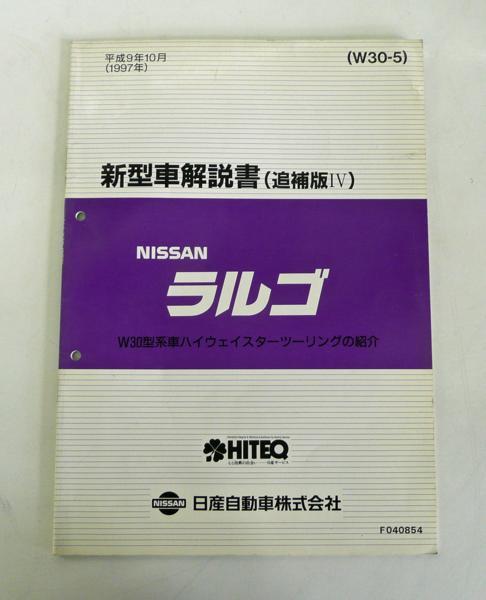 平成9年10月
(1997年)
(W30-5)
新型車解説書(追補版IV)
NISSAN
ラルゴ
W30型系車ハイウェイスターツーリングの紹介
HITEQ
NISSAN 日産自動車株式会社
F040854